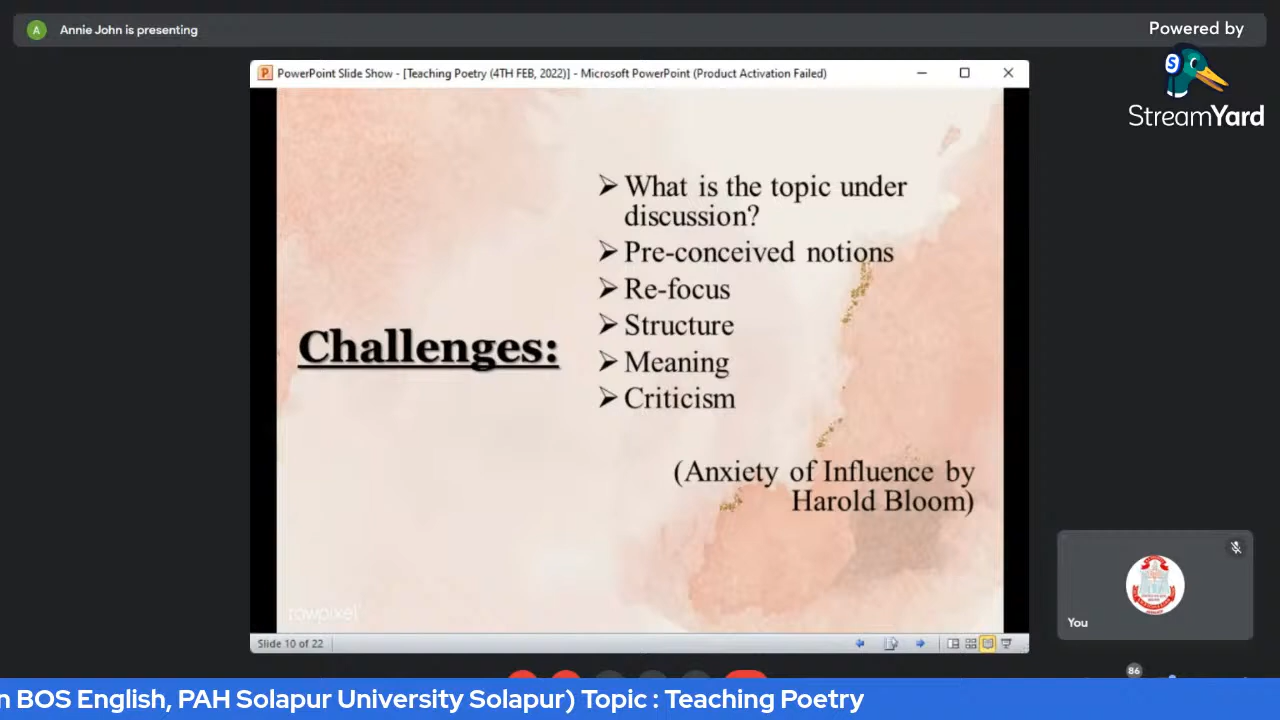 A
Annie John is presenting
Powered by
S
StreamYard
P
PowerPoint Slide Show - [Teaching Poetry (4TH FEB, 2022)] - Microsoft PowerPoint (Product Activation Failed)
➢ What is the topic under
discussion?
➢ Pre-conceived notions
➢ Re-focus
➢ Structure
➢ Meaning
➢ Criticism
Challenges:
(Anxiety of Influence by
Harold Bloom)
rawpixel
Slide 10 of 22
You
86
n BOS English, PAH Solapur University Solapur) Topic : Teaching Poetry